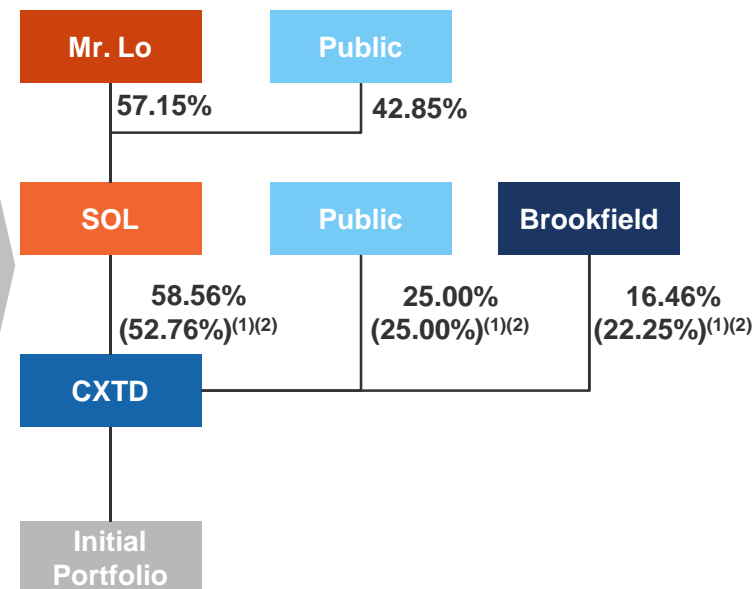 Mr. Lo
Public
57.15%
42.85%
SOL
Public
Brookfield
58.56%
(52.76%)(1)(2)
25.00%
(25.00%)(1)(2)
16.46%
(22.25%)(1)(2)
CXTD
Initial
Portfolio